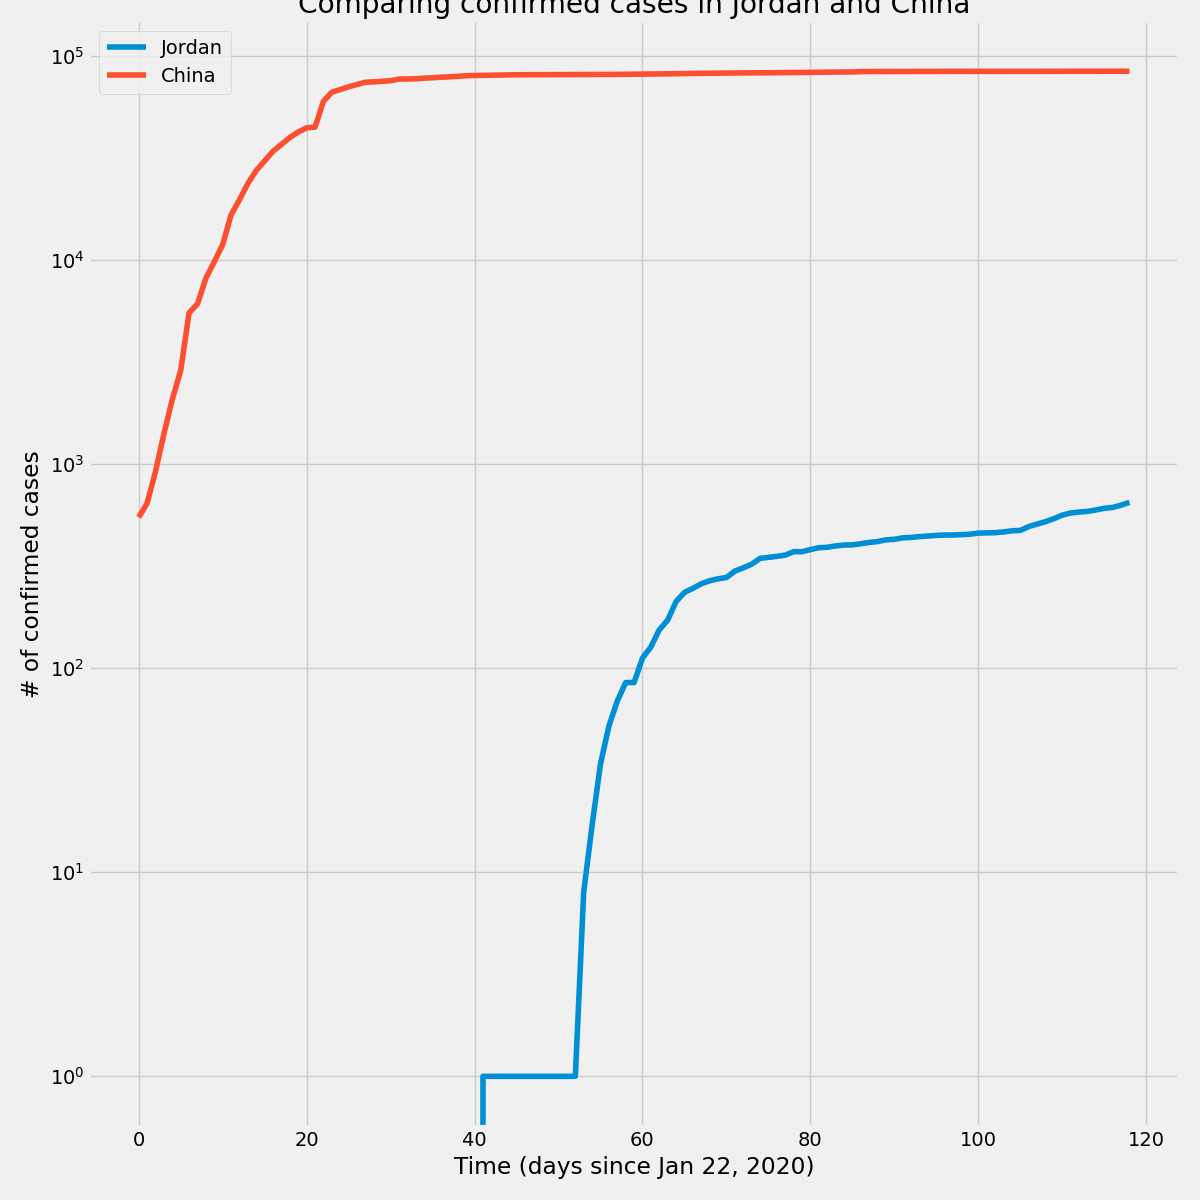 Comparing confirmed cases in Jordan and China
Jordan
China
10⁵
10⁴
10³
10²
10¹
10⁰
# of confirmed cases
0 20 40 60 80 100 120
Time (days since Jan 22, 2020)